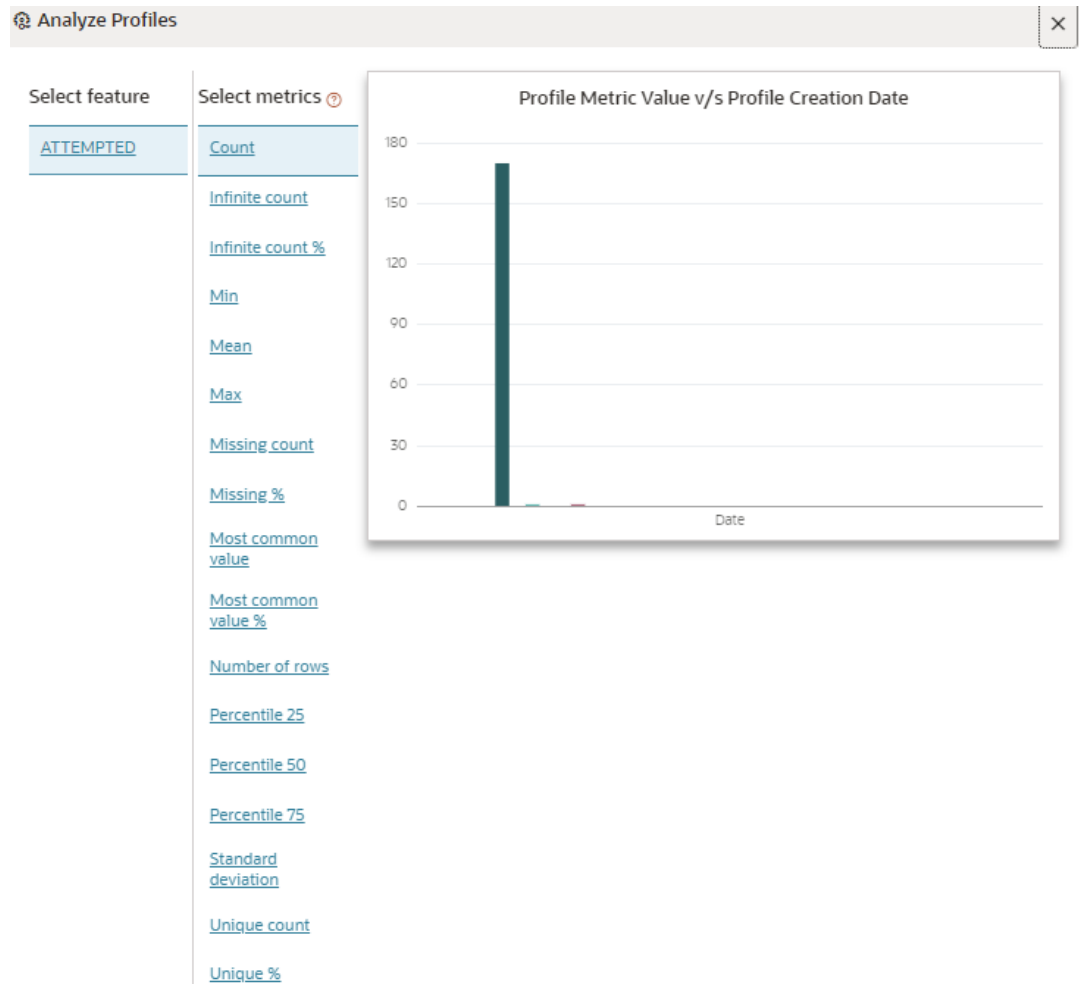 Analyze Profiles
Select feature
ATTEMPTED
Select metrics
Count
Infinite count
Infinite count %
Min
Mean
Max
Missing count
Missing %
Most common
value
Most common
value %
Number of rows
Percentile 25
Percentile 50
Percentile 75
Standard
deviation
Unique count
Unique %
Profile Metric Value v/s Profile Creation Date
180
150
120
90
60
30
0
Date